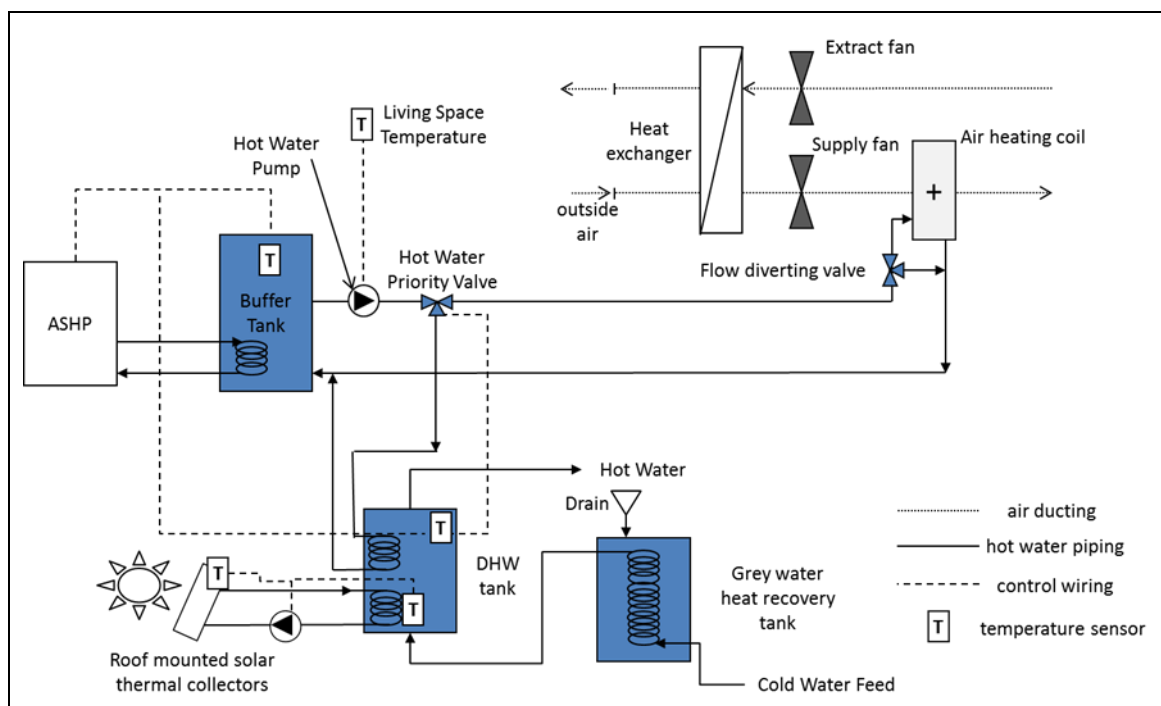 Extract fan
T
Living Space
Temperature
Hot Water
Pump
Heat
exchanger
Supply fan
Air heating coil
+
outside
air
T
Hot Water
Priority Valve
Flow diverting valve
ASHP
Buffer
Tank
Hot Water
Drain
air ducting
T
DHW
tank
hot water piping
Grey water
heat recovery
tank
control wiring
T
T
T
temperature sensor
Roof mounted solar
thermal collectors
Cold Water Feed